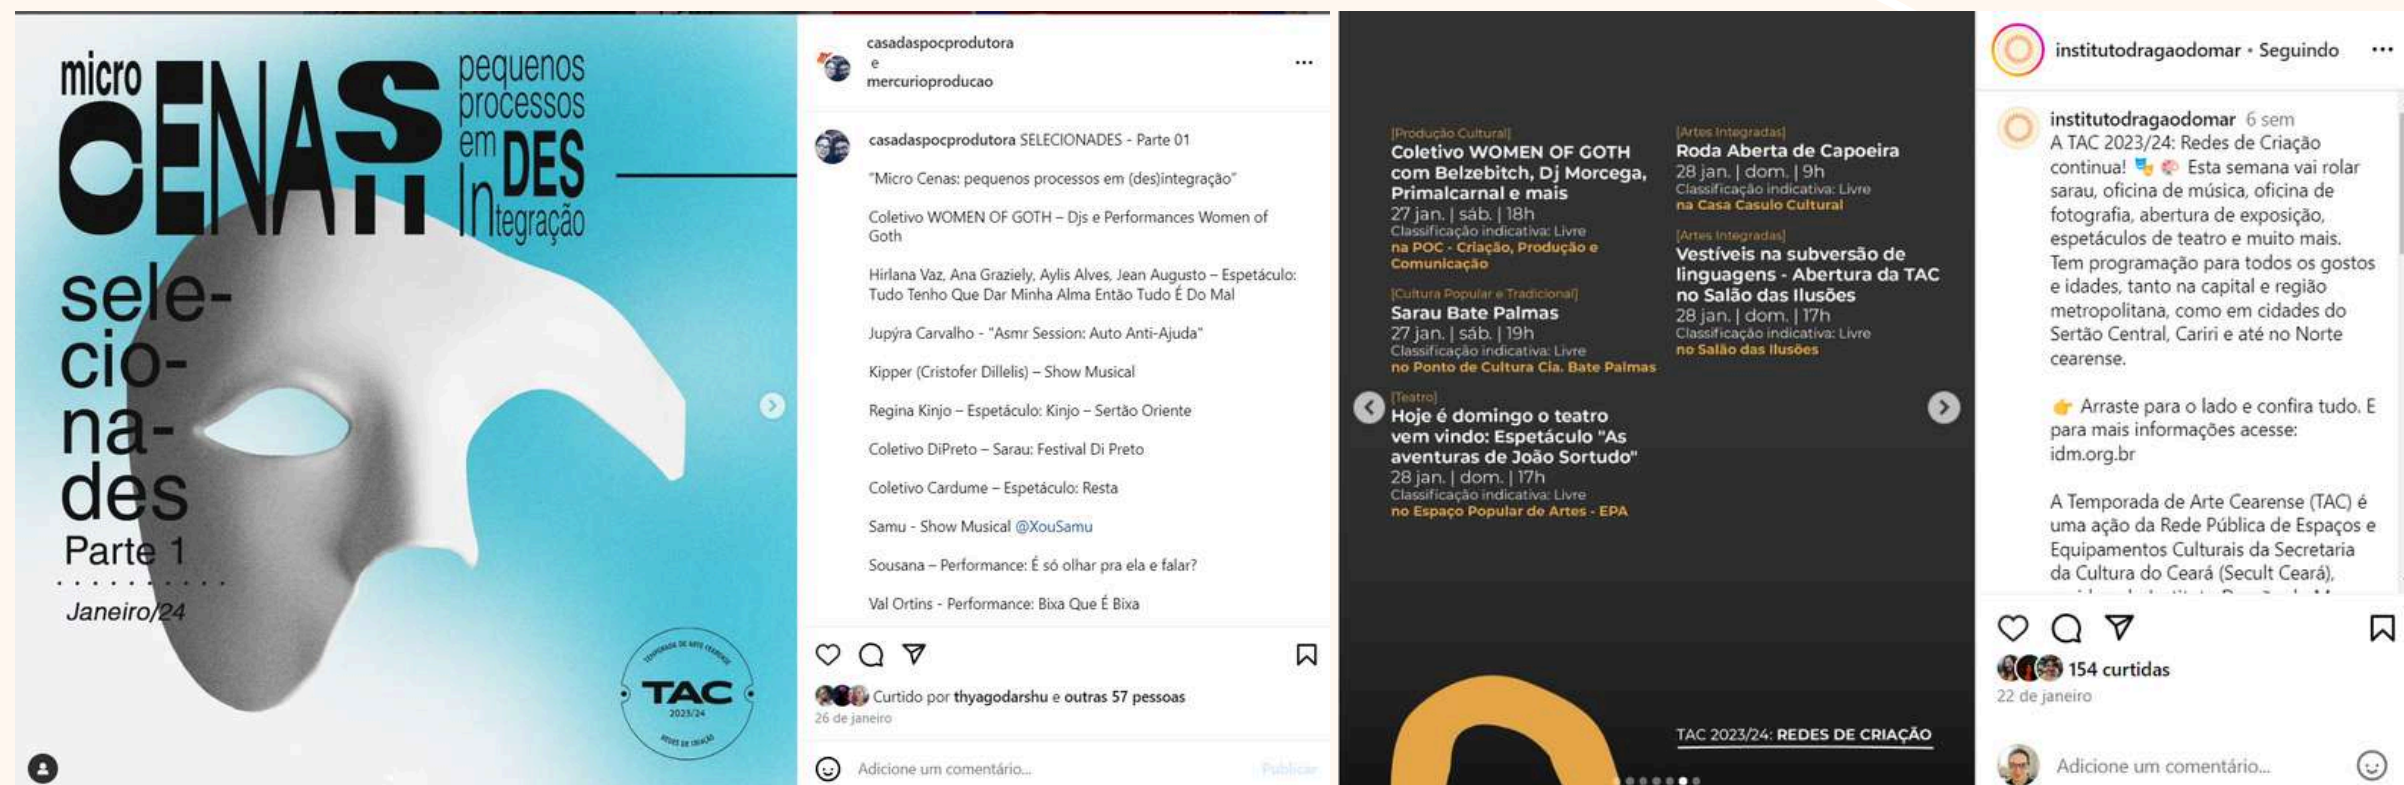 micro
CENAS
pequenos
processos
em DES
Integração
sele-
cio-
na-
des
Parte 1
Janeiro/24
TEMPORADA DE ARTE CEARENSE
TAC
2023/24
REDES DE CRIAÇÃO
casadaspocprodutora
e
mercurioproducao
casadaspocprodutora SELECIONADES - Parte 01
"Micro Cenas: pequenos processos em (des)integração"
Coletivo WOMEN OF GOTH – Djs e Performances Women of
Goth
Hirlana Vaz, Ana Graziely, Aylis Alves, Jean Augusto – Espetáculo:
Tudo Tenho Que Dar Minha Alma Então Tudo É Do Mal
Jupýra Carvalho - "Asmr Session: Auto Anti-Ajuda"
Kipper (Cristofer Dillelis) – Show Musical
Regina Kinjo – Espetáculo: Kinjo – Sertão Oriente
Coletivo DiPreto – Sarau: Festival Di Preto
Coletivo Cardume – Espetáculo: Resta
Samu - Show Musical @XouSamu
Sousana – Performance: É só olhar pra ela e falar?
Val Ortins - Performance: Bixa Que É Bixa
Curtido por thyagodarshu e outras 57 pessoas
26 de janeiro
Adicione um comentário...
Publicar
[Produção Cultural]
Coletivo WOMEN OF GOTH
com Belzebitch, Dj Morcega,
Primalcarnal e mais
27 jan. | sáb. | 18h
Classificação indicativa: Livre
na POC - Criação, Produção e
Comunicação
[Cultura Popular e Tradicional]
Sarau Bate Palmas
27 jan. | sáb. | 19h
Classificação indicativa: Livre
no Ponto de Cultura Cia. Bate Palmas
[Teatro]
Hoje é domingo o teatro
vem vindo: Espetáculo "As
aventuras de João Sortudo"
28 jan. | dom. | 17h
Classificação indicativa: Livre
no Espaço Popular de Artes - EPA
[Artes Integradas]
Roda Aberta de Capoeira
28 jan. | dom. | 9h
Classificação indicativa: Livre
na Casa Casulo Cultural
[Artes Integradas]
Vestíveis na subversão de
linguagens - Abertura da TAC
no Salão das Ilusões
28 jan. | dom. | 17h
Classificação indicativa: Livre
no Salão das Ilusões
TAC 2023/24: REDES DE CRIAÇÃO
institutodragaodomar • Seguindo
institutodragaodomar 6 sem
A TAC 2023/24: Redes de Criação
continua! 🎭 🎨 Esta semana vai rolar
sarau, oficina de música, oficina de
fotografia, abertura de exposição,
espetáculos de teatro e muito mais.
Tem programação para todos os gostos
e idades, tanto na capital e região
metropolitana, como em cidades do
Sertão Central, Cariri e até no Norte
cearense.
👉 Arraste para o lado e confira tudo. E
para mais informações acesse:
idm.org.br
A Temporada de Arte Cearense (TAC) é
uma ação da Rede Pública de Espaços e
Equipamentos Culturais da Secretaria
da Cultura do Ceará (Secult Ceará),
154 curtidas
22 de janeiro
Adicione um comentário...